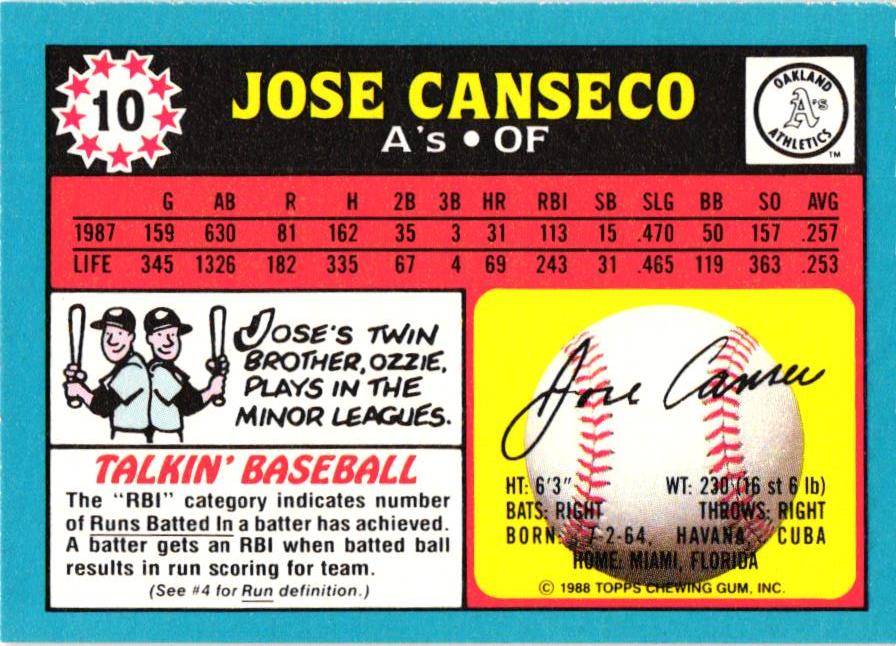 10
JOSE CANSECO
A's • OF
OAKLAND
A's
ATHLETICS
TM
G AB R H 2B 3B HR RBI SB SLG BB SO AVG
1987 159 630 81 162 35 3 31 113 15 .470 50 157 .257
LIFE 345 1326 182 335 67 4 69 243 31 .465 119 363 .253
JOSE'S TWIN
BROTHER, OZZIE,
PLAYS IN THE
MINOR LEAGUES.
TALKIN' BASEBALL
The "RBI" category indicates number
of Runs Batted In a batter has achieved.
A batter gets an RBI when batted ball
results in run scoring for team.
(See #4 for Run definition.)
Jose Canseco
HT: 6'3" WT: 230 (16 st 6 lb)
BATS: RIGHT THROWS: RIGHT
BORN: 7-2-64, HAVANA, CUBA
HOME: MIAMI, FLORIDA
© 1988 TOPPS CHEWING GUM, INC.